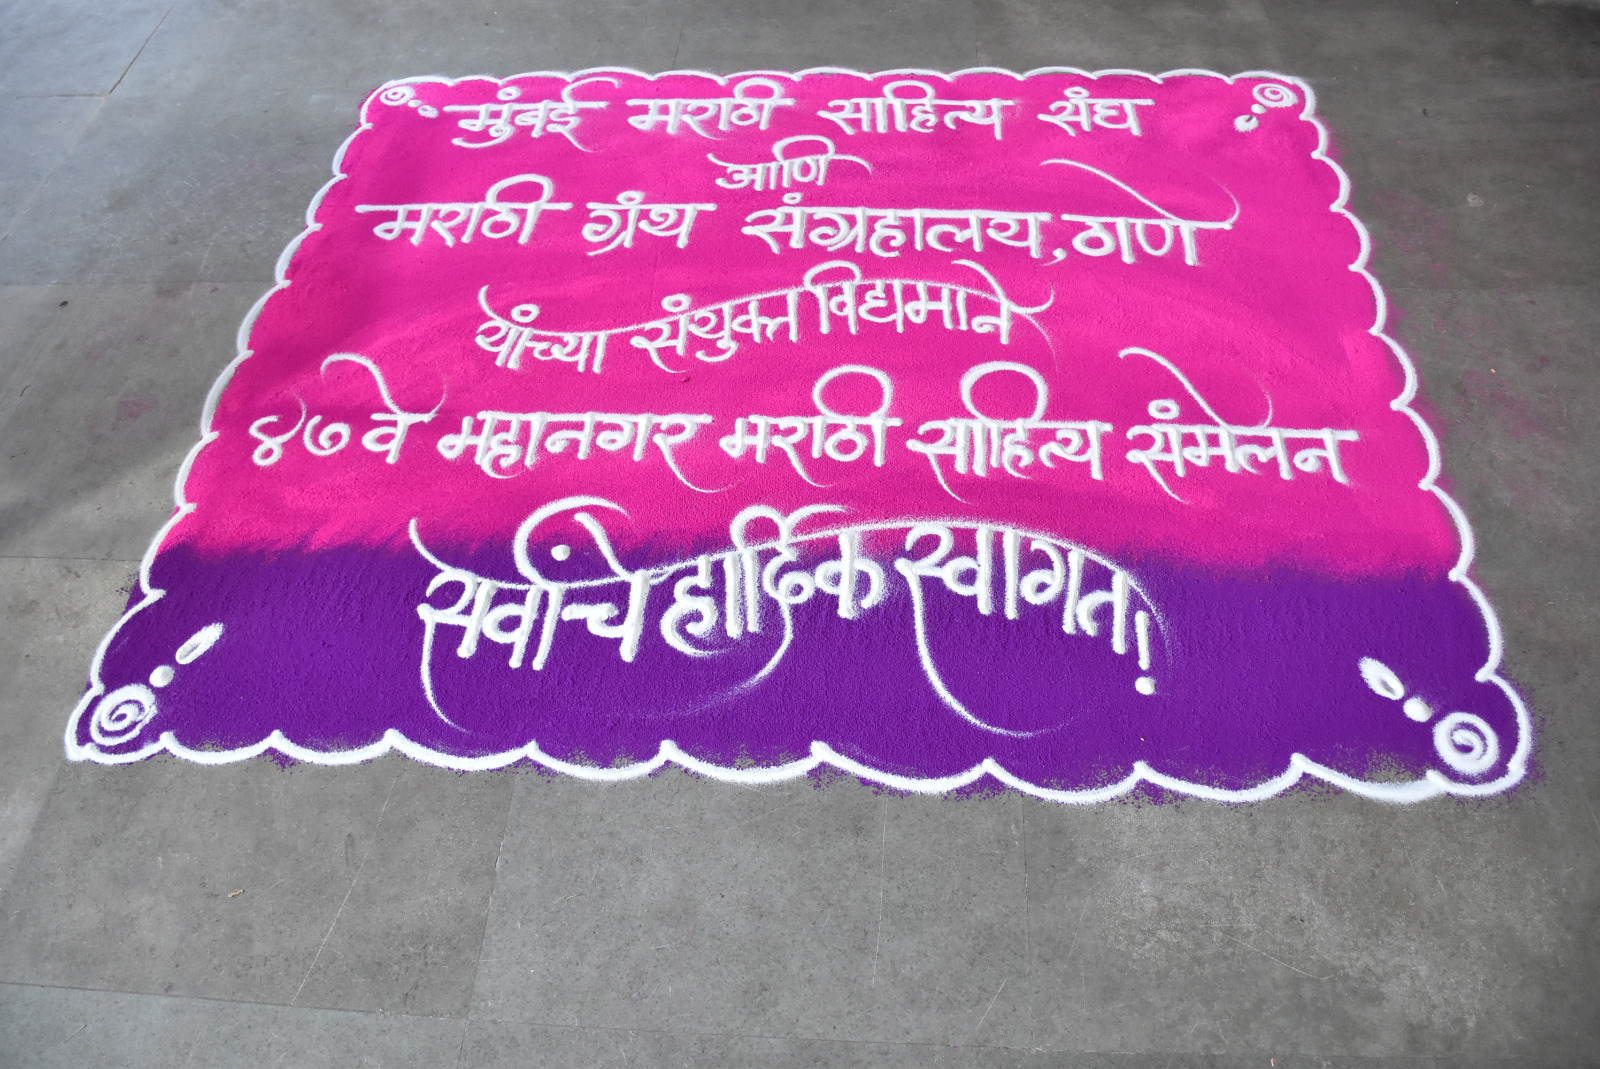 मुंबई मराठी साहित्य संघ
आणि
मराठी ग्रंथ संग्रहालय, ठाणे
यांच्या संयुक्त विद्यमाने
४७ वे महानगर मराठी साहित्य संमेलन
सर्वांचे हार्दिक स्वागत!